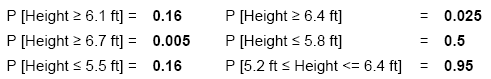 P [Height ≥ 6.1 ft] = 0.16 P [Height ≥ 6.4 ft] = 0.025
P [Height ≥ 6.7 ft] = 0.005 P [Height ≤ 5.8 ft] = 0.5
P [Height ≤ 5.5 ft] = 0.16 P [5.2 ft ≤ Height <= 6.4 ft] = 0.95